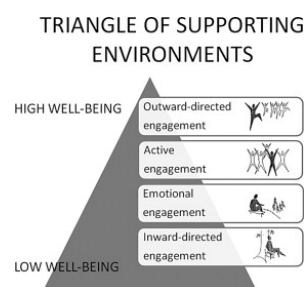 TRIANGLE OF SUPPORTING
ENVIRONMENTS
HIGH WELL-BEING
Outward-directed
engagement
Active
engagement
Emotional
engagement
Inward-directed
engagement
LOW WELL-BEING